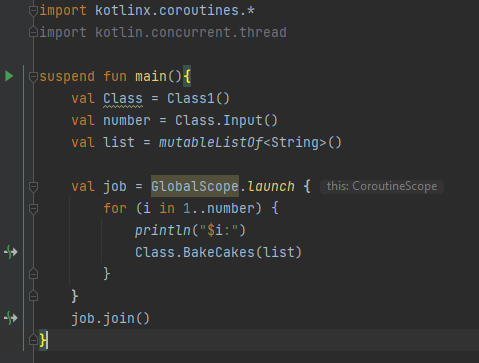 import kotlinx.coroutines.*
import kotlin.concurrent.thread
suspend fun main(){
    val Class = Class1()
    val number = Class.Input()
    val list = mutableListOf<String>()
    val job = GlobalScope.launch { this: CoroutineScope
        for (i in 1..number) {
            println("$i:")
            Class.BakeCakes(list)
        }
    }
    job.join()
}